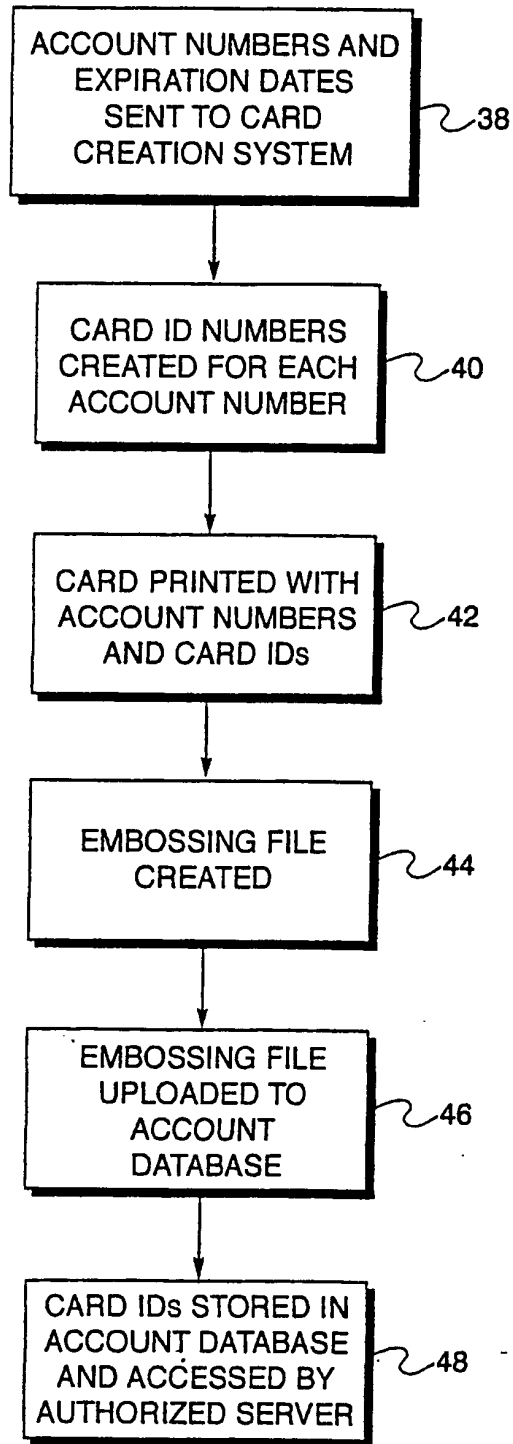 ACCOUNT NUMBERS AND
EXPIRATION DATES
SENT TO CARD
CREATION SYSTEM
38
CARD ID NUMBERS
CREATED FOR EACH
ACCOUNT NUMBER
40
CARD PRINTED WITH
ACCOUNT NUMBERS
AND CARD IDs
42
EMBOSSING FILE
CREATED
44
EMBOSSING FILE
UPLOADED TO
ACCOUNT
DATABASE
46
CARD IDs STORED IN
ACCOUNT DATABASE
AND ACCESSED BY
AUTHORIZED SERVER
48